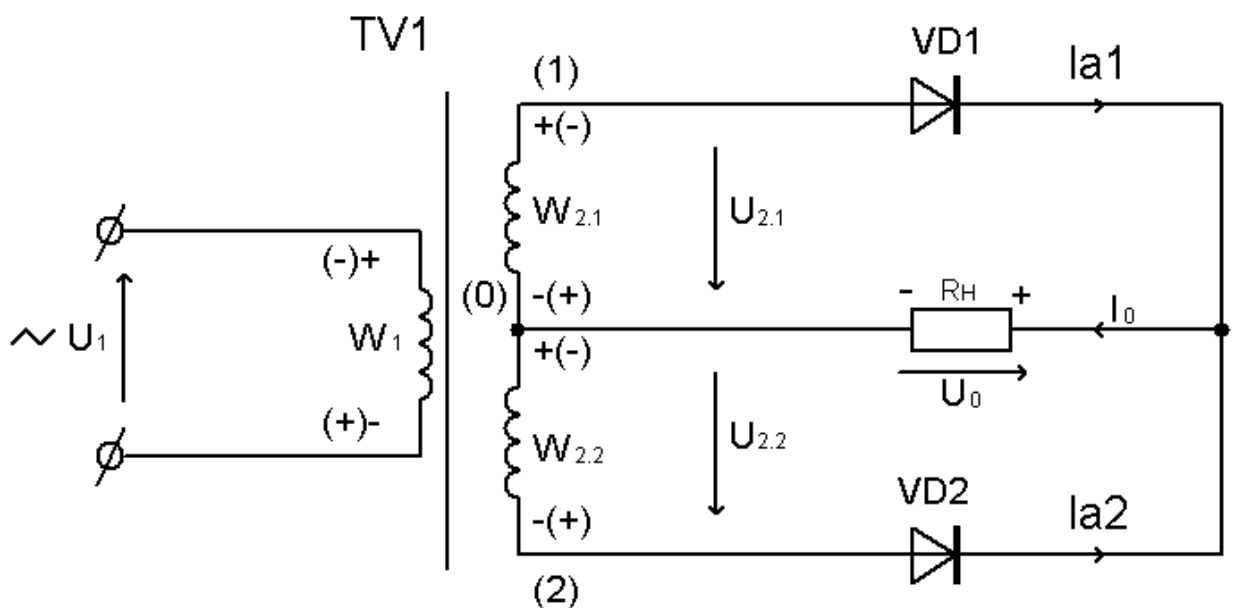 TV1
VD1
Ia1
(1)
+(-)
W2.1
U2.1
(-)+
(0)
-(+)
- RH +
I0
~ U1
W1
+(-)
U0
(+)-
W2.2
U2.2
VD2
Ia2
-(+)
(2)